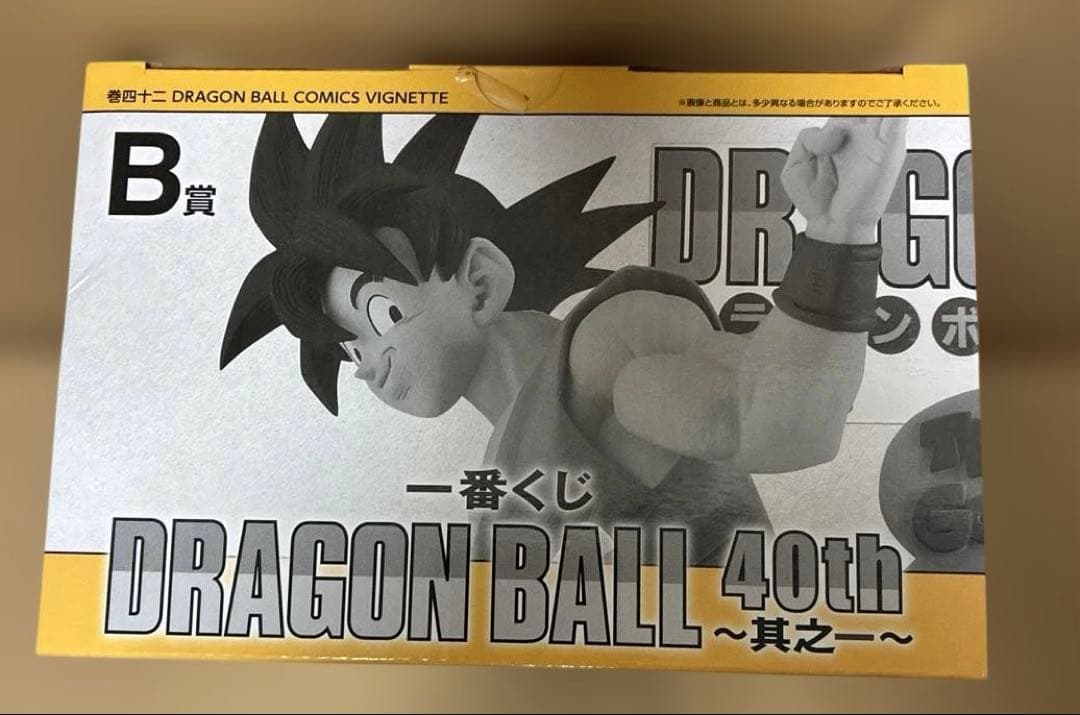 巻四十二 DRAGON BALL COMICS VIGNETTE
※画像と商品とは、多少異なる場合がありますのでご了承ください。
B賞
一番くじ
DRAGON BALL 40th
～其之一～